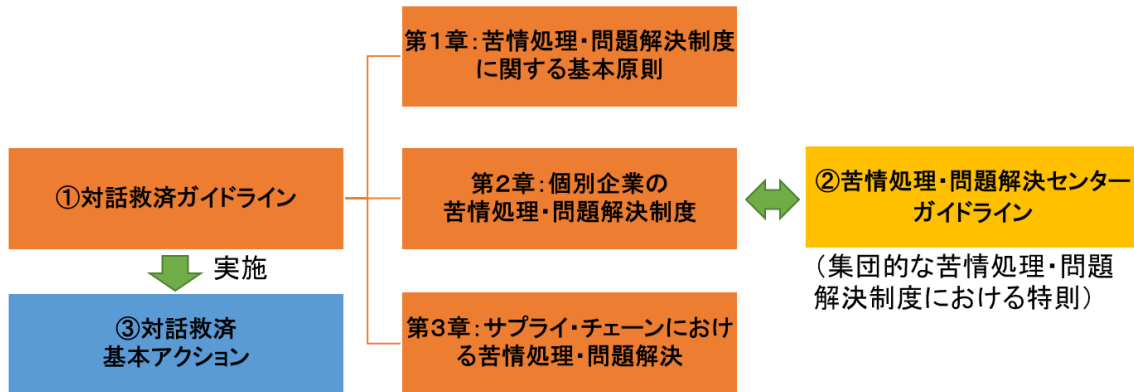 第１章：苦情処理・問題解決制度
に関する基本原則
①対話救済ガイドライン
第２章：個別企業の
苦情処理・問題解決制度
②苦情処理・問題解決センター
ガイドライン
（集団的な苦情処理・問題
解決制度における特則）
実施
③対話救済
基本アクション
第３章：サプライ・チェーンにおけ
る苦情処理・問題解決